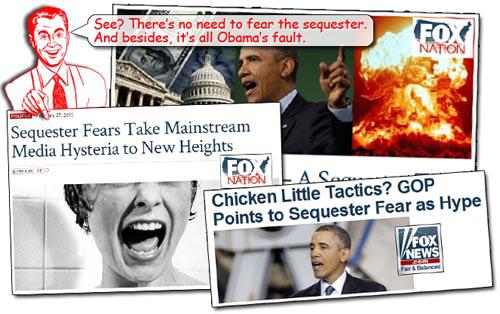 See? There's no need to fear the sequester.
And besides, it's all Obama's fault.
FOX
NATION
Sequester Fears Take Mainstream
Media Hysteria to New Heights
FOX
NATION
Chicken Little Tactics? GOP
Points to Sequester Fear as Hype
FOX
NEWS
.com
Fair & Balanced